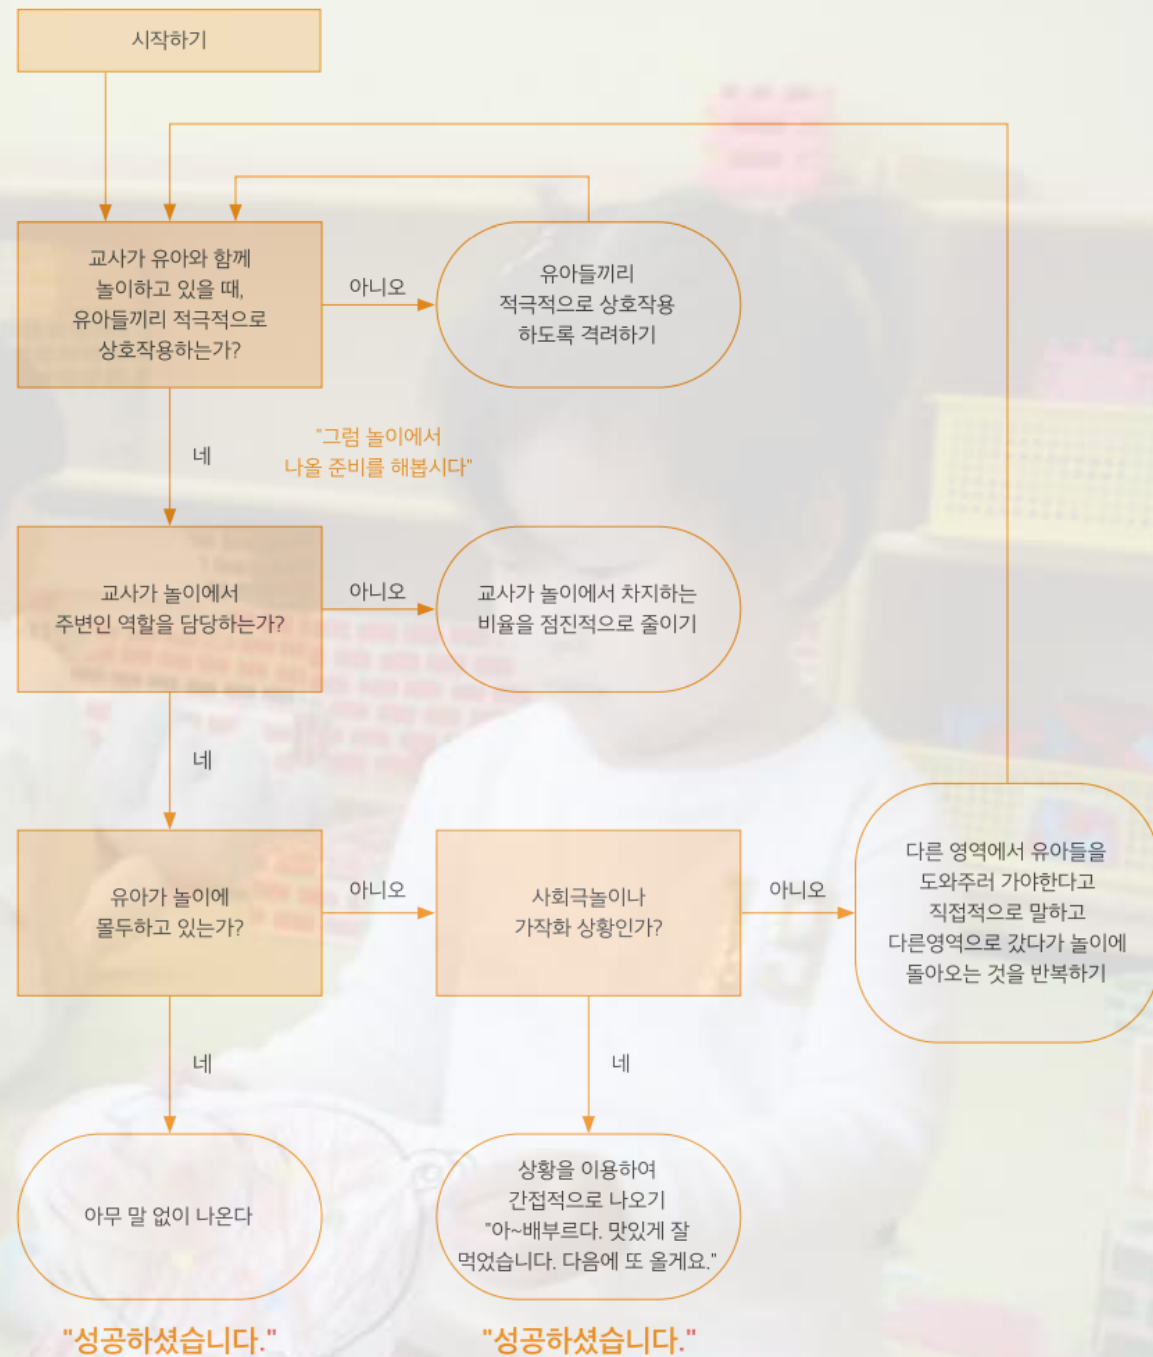 시작하기
교사가 유아와 함께
놀이하고 있을 때,
유아들끼리 적극적으로
상호작용하는가?
아니오
유아들끼리
적극적으로 상호작용
하도록 격려하기
네
"그럼 놀이에서
나올 준비를 해봅시다"
교사가 놀이에서
주변인 역할을 담당하는가?
아니오
교사가 놀이에서 차지하는
비율을 점진적으로 줄이기
네
유아가 놀이에
몰두하고 있는가?
아니오
사회극놀이나
가작화 상황인가?
아니오
다른 영역에서 유아들을
도와주러 가야한다고
직접적으로 말하고
다른영역으로 갔다가 놀이에
돌아오는 것을 반복하기
네
네
아무 말 없이 나온다
상황을 이용하여
간접적으로 나오기
"아~배부르다. 맛있게 잘
먹었습니다. 다음에 또 올게요."
"성공하셨습니다."
"성공하셨습니다."